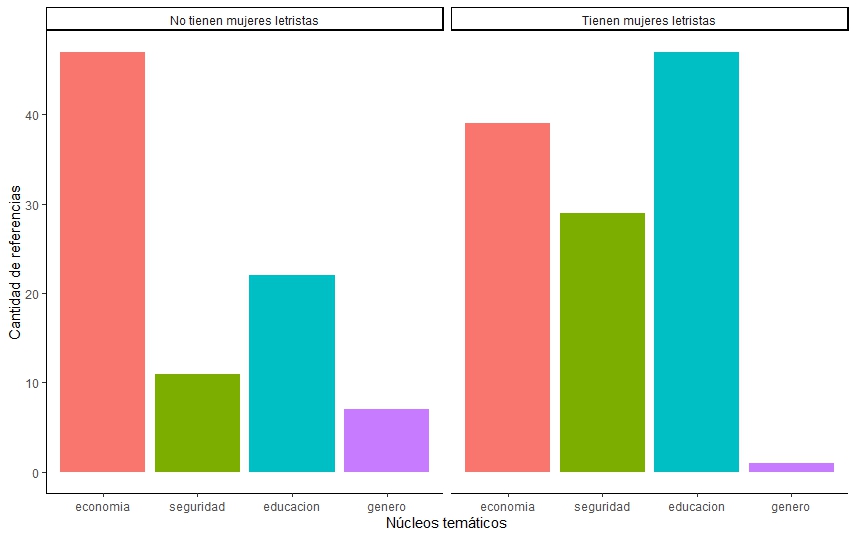 No tienen mujeres letristas
Tienen mujeres letristas
Cantidad de referencias
40
30
20
10
0
economia seguridad educacion genero
economia seguridad educacion genero
Núcleos temáticos